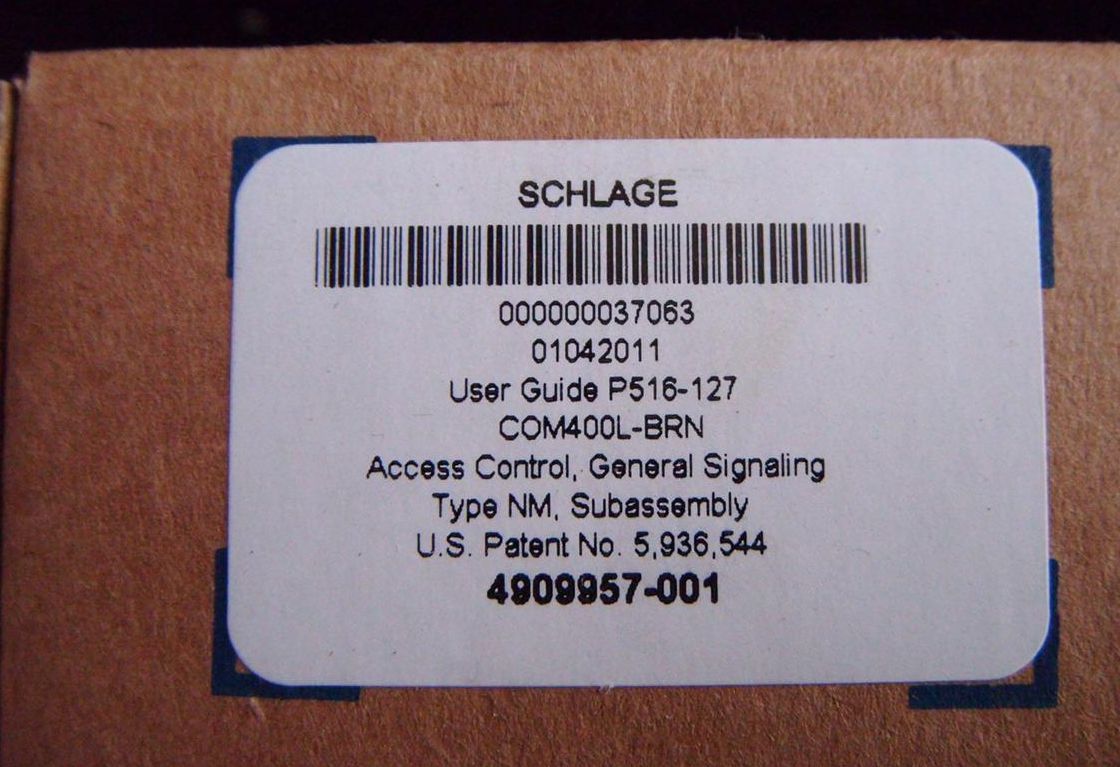 SCHLAGE
000000037063
01042011
User Guide P516-127
COM400L-BRN
Access Control, General Signaling
Type NM, Subassembly
U.S. Patent No. 5,936,544
4909957-001